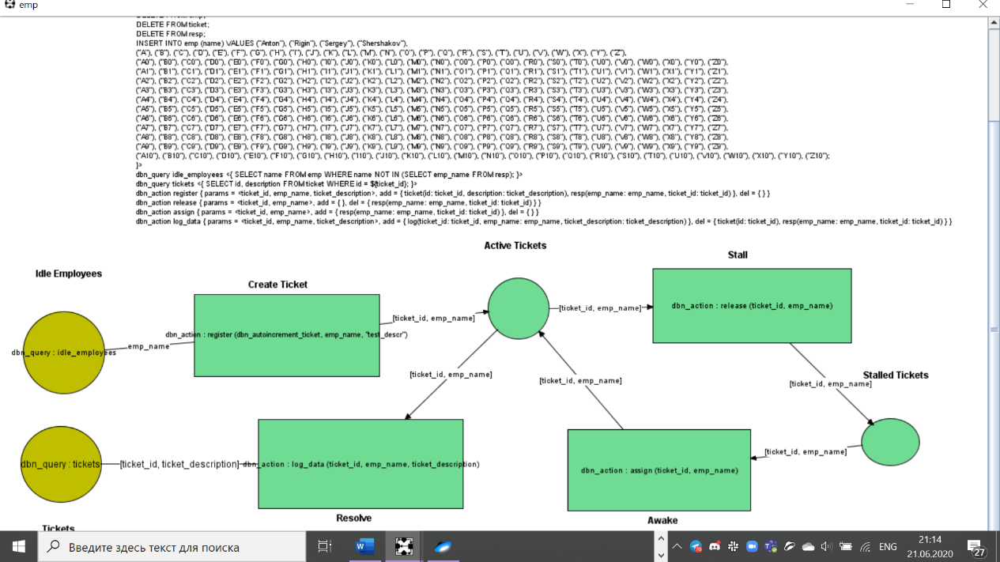 emp
DELETE FROM emp;
DELETE FROM ticket;
DELETE FROM resp;
INSERT INTO emp (name) VALUES ("Anton"), ("Rigin"), ("Sergey"), ("Shershakov"),
("A"), ("B"), ("C"), ("D"), ("E"), ("F"), ("G"), ("H"), ("I"), ("J"), ("K"), ("L"), ("M"), ("N"), ("O"), ("P"), ("Q"), ("R"), ("S"), ("T"), ("U"), ("V"), ("W"), ("X"), ("Y"), ("Z"),
("A0"), ("B0"), ("C0"), ("D0"), ("E0"), ("F0"), ("G0"), ("H0"), ("I0"), ("J0"), ("K0"), ("L0"), ("M0"), ("N0"), ("O0"), ("P0"), ("Q0"), ("R0"), ("S0"), ("T0"), ("U0"), ("V0"), ("W0"), ("X0"), ("Y0"), ("Z0"),
("A1"), ("B1"), ("C1"), ("D1"), ("E1"), ("F1"), ("G1"), ("H1"), ("I1"), ("J1"), ("K1"), ("L1"), ("M1"), ("N1"), ("O1"), ("P1"), ("Q1"), ("R1"), ("S1"), ("T1"), ("U1"), ("V1"), ("W1"), ("X1"), ("Y1"), ("Z1"),
("A2"), ("B2"), ("C2"), ("D2"), ("E2"), ("F2"), ("G2"), ("H2"), ("I2"), ("J2"), ("K2"), ("L2"), ("M2"), ("N2"), ("O2"), ("P2"), ("Q2"), ("R2"), ("S2"), ("T2"), ("U2"), ("V2"), ("W2"), ("X2"), ("Y2"), ("Z2"),
("A3"), ("B3"), ("C3"), ("D3"), ("E3"), ("F3"), ("G3"), ("H3"), ("I3"), ("J3"), ("K3"), ("L3"), ("M3"), ("N3"), ("O3"), ("P3"), ("Q3"), ("R3"), ("S3"), ("T3"), ("U3"), ("V3"), ("W3"), ("X3"), ("Y3"), ("Z3"),
("A4"), ("B4"), ("C4"), ("D4"), ("E4"), ("F4"), ("G4"), ("H4"), ("I4"), ("J4"), ("K4"), ("L4"), ("M4"), ("N4"), ("O4"), ("P4"), ("Q4"), ("R4"), ("S4"), ("T4"), ("U4"), ("V4"), ("W4"), ("X4"), ("Y4"), ("Z4"),
("A5"), ("B5"), ("C5"), ("D5"), ("E5"), ("F5"), ("G5"), ("H5"), ("I5"), ("J5"), ("K5"), ("L5"), ("M5"), ("N5"), ("O5"), ("P5"), ("Q5"), ("R5"), ("S5"), ("T5"), ("U5"), ("V5"), ("W5"), ("X5"), ("Y5"), ("Z5"),
("A6"), ("B6"), ("C6"), ("D6"), ("E6"), ("F6"), ("G6"), ("H6"), ("I6"), ("J6"), ("K6"), ("L6"), ("M6"), ("N6"), ("O6"), ("P6"), ("Q6"), ("R6"), ("S6"), ("T6"), ("U6"), ("V6"), ("W6"), ("X6"), ("Y6"), ("Z6"),
("A7"), ("B7"), ("C7"), ("D7"), ("E7"), ("F7"), ("G7"), ("H7"), ("I7"), ("J7"), ("K7"), ("L7"), ("M7"), ("N7"), ("O7"), ("P7"), ("Q7"), ("R7"), ("S7"), ("T7"), ("U7"), ("V7"), ("W7"), ("X7"), ("Y7"), ("Z7"),
("A8"), ("B8"), ("C8"), ("D8"), ("E8"), ("F8"), ("G8"), ("H8"), ("I8"), ("J8"), ("K8"), ("L8"), ("M8"), ("N8"), ("O8"), ("P8"), ("Q8"), ("R8"), ("S8"), ("T8"), ("U8"), ("V8"), ("W8"), ("X8"), ("Y8"), ("Z8"),
("A9"), ("B9"), ("C9"), ("D9"), ("E9"), ("F9"), ("G9"), ("H9"), ("I9"), ("J9"), ("K9"), ("L9"), ("M9"), ("N9"), ("O9"), ("P9"), ("Q9"), ("R9"), ("S9"), ("T9"), ("U9"), ("V9"), ("W9"), ("X9"), ("Y9"), ("Z9"),
("A10"), ("B10"), ("C10"), ("D10"), ("E10"), ("F10"), ("G10"), ("H10"), ("I10"), ("J10"), ("K10"), ("L10"), ("M10"), ("N10"), ("O10"), ("P10"), ("Q10"), ("R10"), ("S10"), ("T10"), ("U10"), ("V10"), ("W10"), ("X10"), ("Y10"), ("Z10");
}>
dbn_query idle_employees <{ SELECT name FROM emp WHERE name NOT IN (SELECT emp_name FROM resp); }>
dbn_query tickets <{ SELECT id, description FROM ticket WHERE id = ${ticket_id}; }>
dbn_action register { params = <ticket_id, emp_name, ticket_description>, add = { ticket(id: ticket_id, description: ticket_description), resp(emp_name: emp_name, ticket_id: ticket_id) }, del = { } }
dbn_action release { params = <ticket_id, emp_name>, add = { }, del = { resp(emp_name: emp_name, ticket_id: ticket_id) } }
dbn_action assign { params = <ticket_id, emp_name>, add = { resp(emp_name: emp_name, ticket_id: ticket_id) }, del = { } }
dbn_action log_data { params = <ticket_id, emp_name, ticket_description>, add = { log(ticket_id: ticket_id, emp_name: emp_name, ticket_description: ticket_description) }, del = { ticket(id: ticket_id), resp(emp_name: emp_name, ticket_id: ticket_id) } }
Active Tickets
Stall
Idle Employees
Create Ticket
[ticket_id, emp_name]
[ticket_id, emp_name]
dbn_action : release (ticket_id, emp_name)
dbn_action : register (dbn_autoincrement_ticket, emp_name, "test_descr")
dbn_query : idle_employees
emp_name
[ticket_id, emp_name]
[ticket_id, emp_name]
Stalled Tickets
[ticket_id, emp_name]
[ticket_id, emp_name]
dbn_query : tickets
[ticket_id, ticket_description]
dbn_action : log_data (ticket_id, emp_name, ticket_description)
dbn_action : assign (ticket_id, emp_name)
Resolve
Awake
Tickets
Введите здесь текст для поиска
ENG
21:14
21.06.2020
27